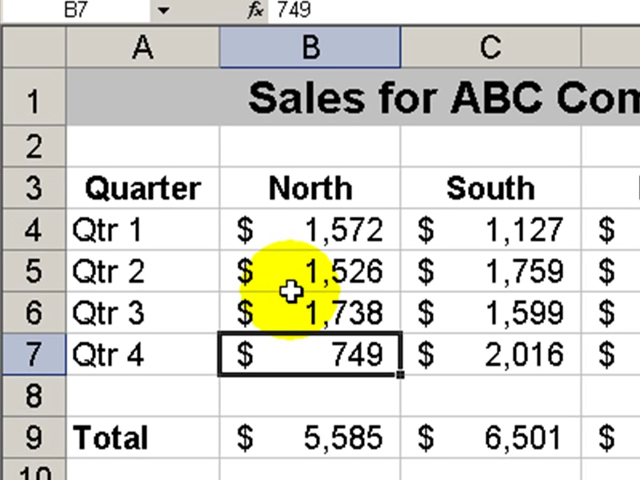 B7 fx 749
A B C
1 Sales for ABC Com
2
3 Quarter North South
4 Qtr 1 $ 1,572 $ 1,127 $
5 Qtr 2 $ 1,526 $ 1,759 $
6 Qtr 3 $ 1,738 $ 1,599 $
7 Qtr 4 $ 749 $ 2,016 $
8
9 Total $ 5,585 $ 6,501 $
10